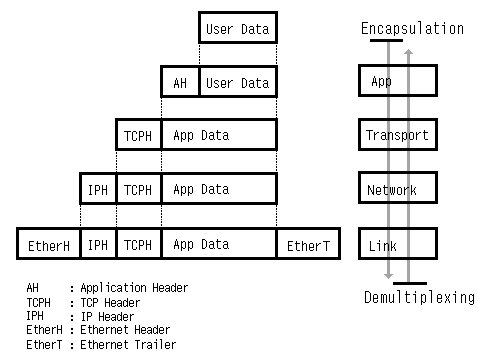 User Data
Encapsulation
AH User Data
App
TCPH App Data
Transport
IPH TCPH App Data
Network
EtherH IPH TCPH App Data EtherT
Link
AH : Application Header
TCPH : TCP Header
IPH : IP Header
EtherH : Ethernet Header
EtherT : Ethernet Trailer
Demultiplexing